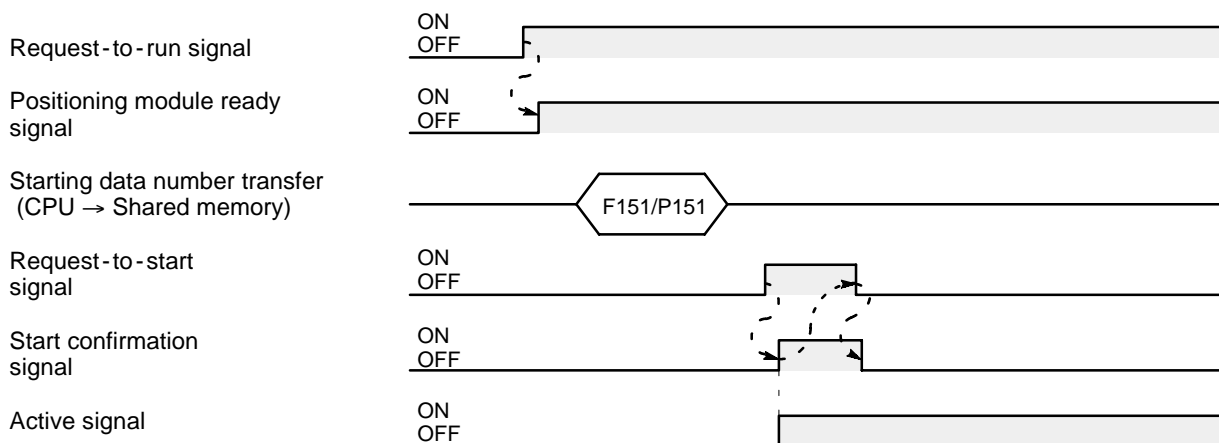 Request-to-run signal
ON
OFF
Positioning module ready
signal
ON
OFF
Starting data number transfer
(CPU → Shared memory)
F151/P151
Request-to-start
signal
ON
OFF
Start confirmation
signal
ON
OFF
Active signal
ON
OFF